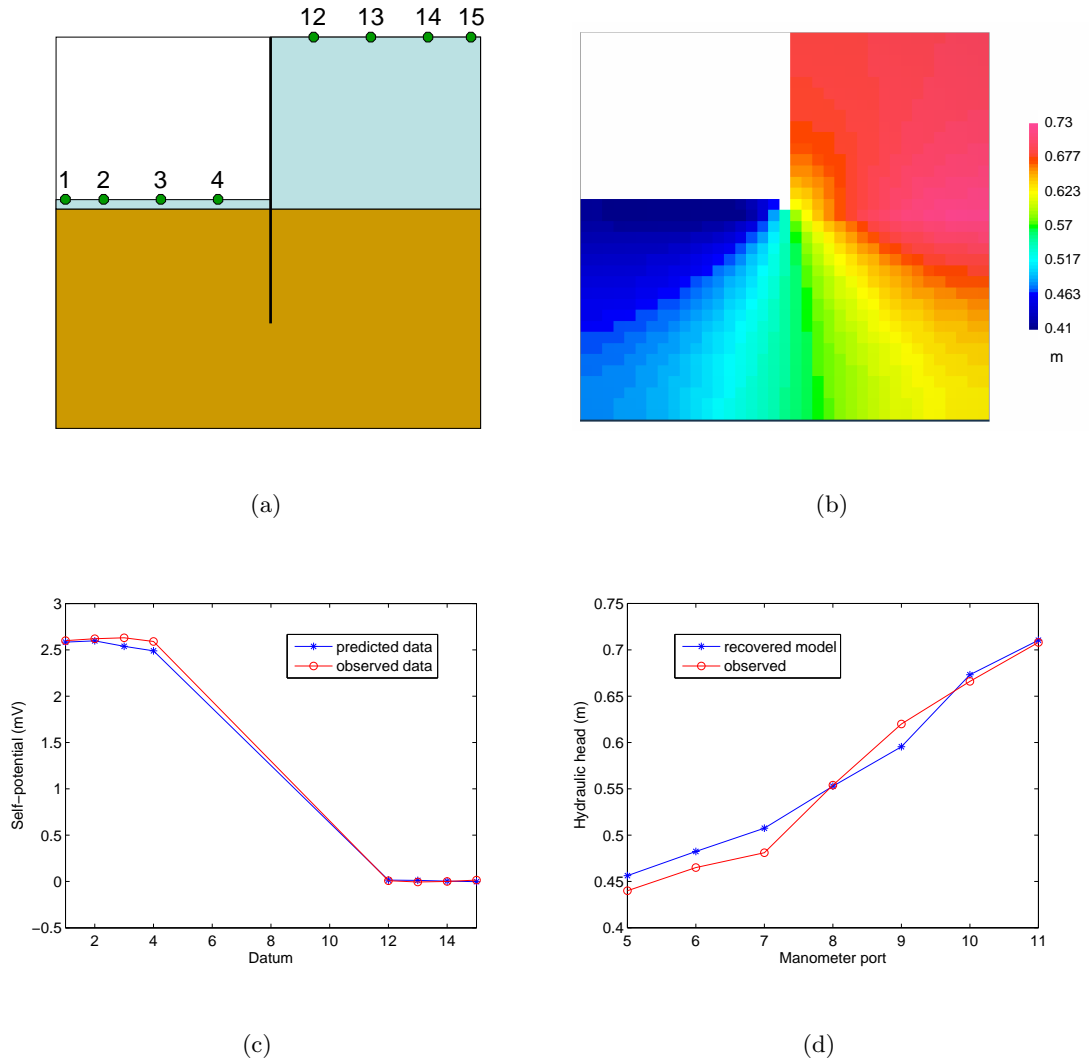 12 13 14 15
1 2 3 4
(a)
0.73
0.677
0.623
0.57
0.517
0.463
0.41
m
(b)
3
2.5
2
1.5
1
0.5
0
−0.5
2 4 6 8 10 12 14
Self−potential (mV)
Datum
predicted data
observed data
(c)
0.75
0.7
0.65
0.6
0.55
0.5
0.45
0.4
5 6 7 8 9 10 11
Hydraulic head (m)
Manometer port
recovered model
observed
(d)